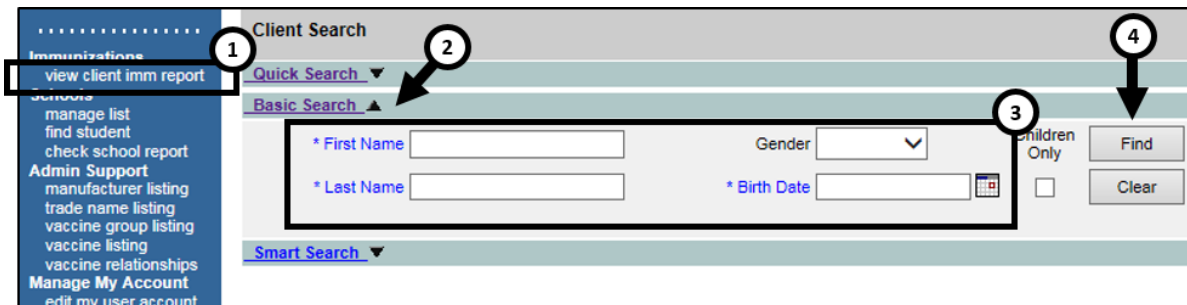 Immunizations
view client imm report
Schools
manage list
find student
check school report
Admin Support
manufacturer listing
trade name listing
vaccine group listing
vaccine listing
vaccine relationships
Manage My Account
edit my user account
1
Client Search
2
4
Quick Search ▼
Basic Search ▲
3
* First Name
Gender
Children Only
Find
* Last Name
* Birth Date
Clear
Smart Search ▼